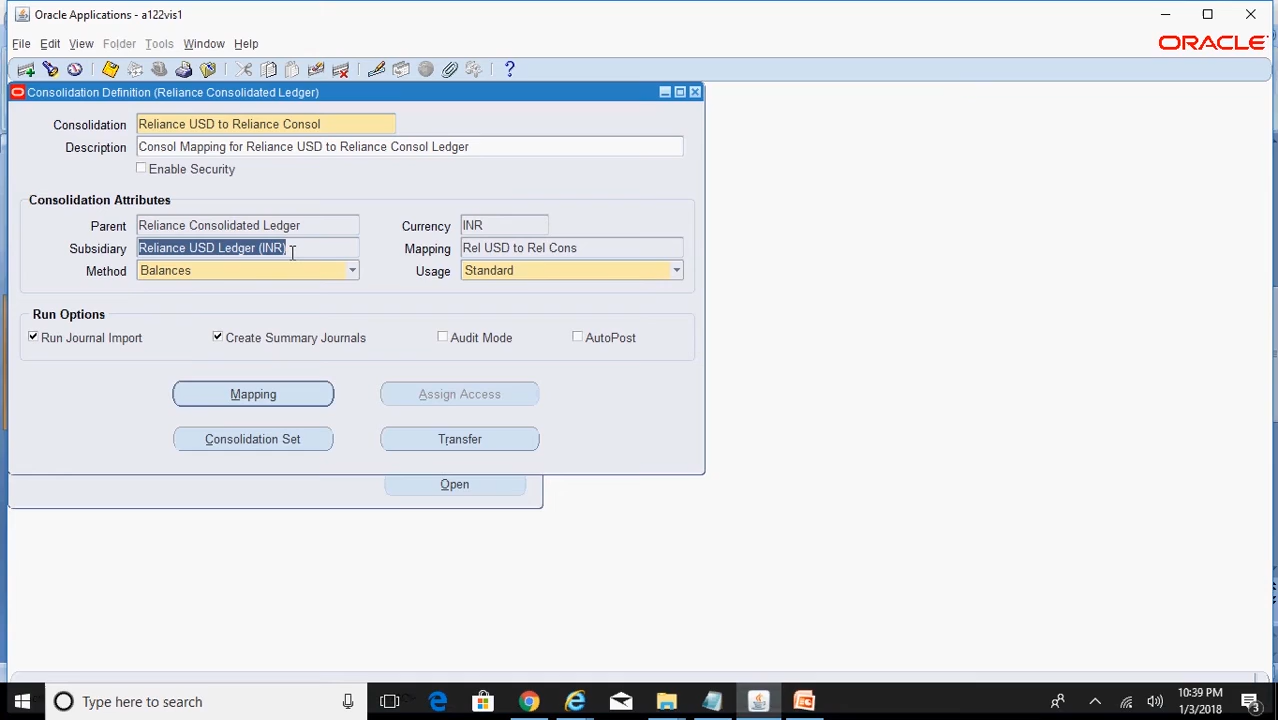 Oracle Applications - a122vis1
File Edit View Folder Tools Window Help
ORACLE
Consolidation Definition (Reliance Consolidated Ledger)
Consolidation Reliance USD to Reliance Consol
Description Consol Mapping for Reliance USD to Reliance Consol Ledger
Enable Security
Consolidation Attributes
Parent Reliance Consolidated Ledger Currency INR
Subsidiary Reliance USD Ledger (INR) Mapping Rel USD to Rel Cons
Method Balances Usage Standard
Run Options
Run Journal Import Create Summary Journals Audit Mode AutoPost
Mapping Assign Access
Consolidation Set Transfer
Open
Type here to search
10:39 PM
1/3/2018
3